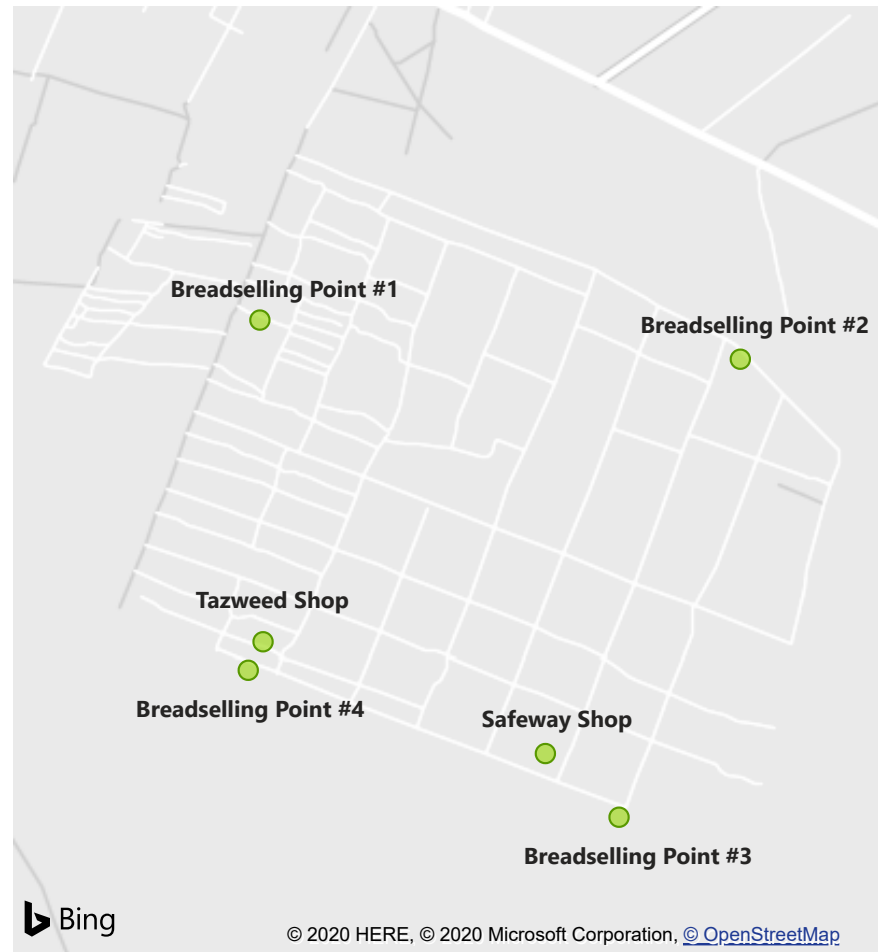 Breadselling Point #1
Breadselling Point #2
Tazweed Shop
Breadselling Point #4
Safeway Shop
Breadselling Point #3
Bing
© 2020 HERE, © 2020 Microsoft Corporation, © OpenStreetMap